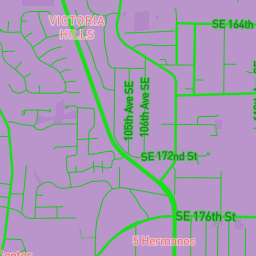 VICTORIA
HILLS
SE 164th
105th Ave SE
106th Ave SE
SE 172nd St
SE 176th St
5 Hermanos